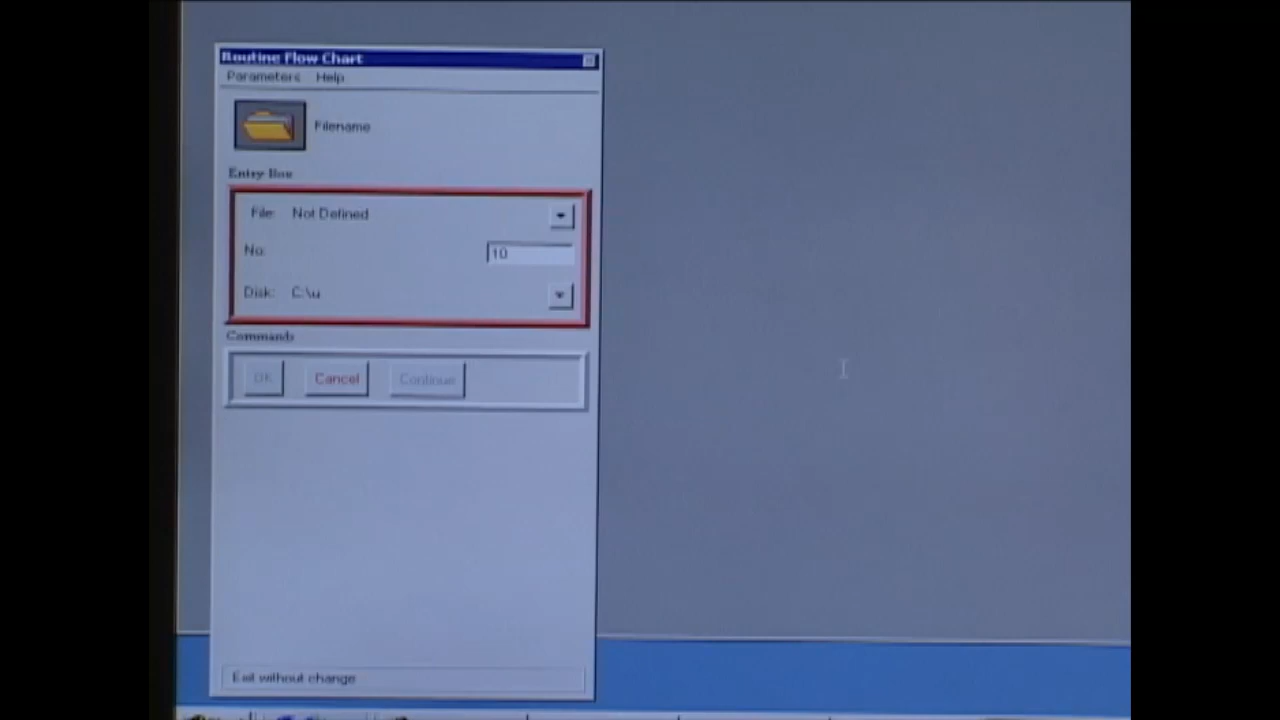 Routine Flow Chart
Parameters Help
Filename
Entry Box
File: Not Defined
No: 10
Disk: C:\u
Commands
OK Cancel Continue
Exit without change